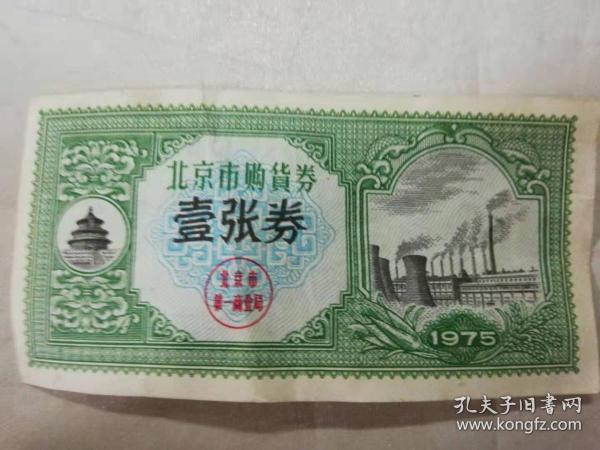 北京市购货券
壹张券
北京市
第一商业局
1975
孔夫子旧书网
www.kongfz.com